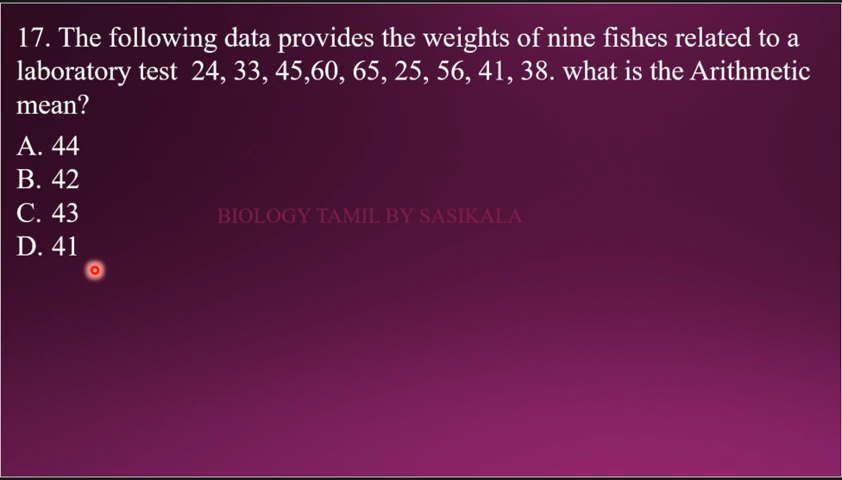 17. The following data provides the weights of nine fishes related to a
laboratory test  24, 33, 45,60, 65, 25, 56, 41, 38. what is the Arithmetic
mean?
A. 44
B. 42
C. 43
BIOLOGY TAMIL BY SASIKALA
D. 41